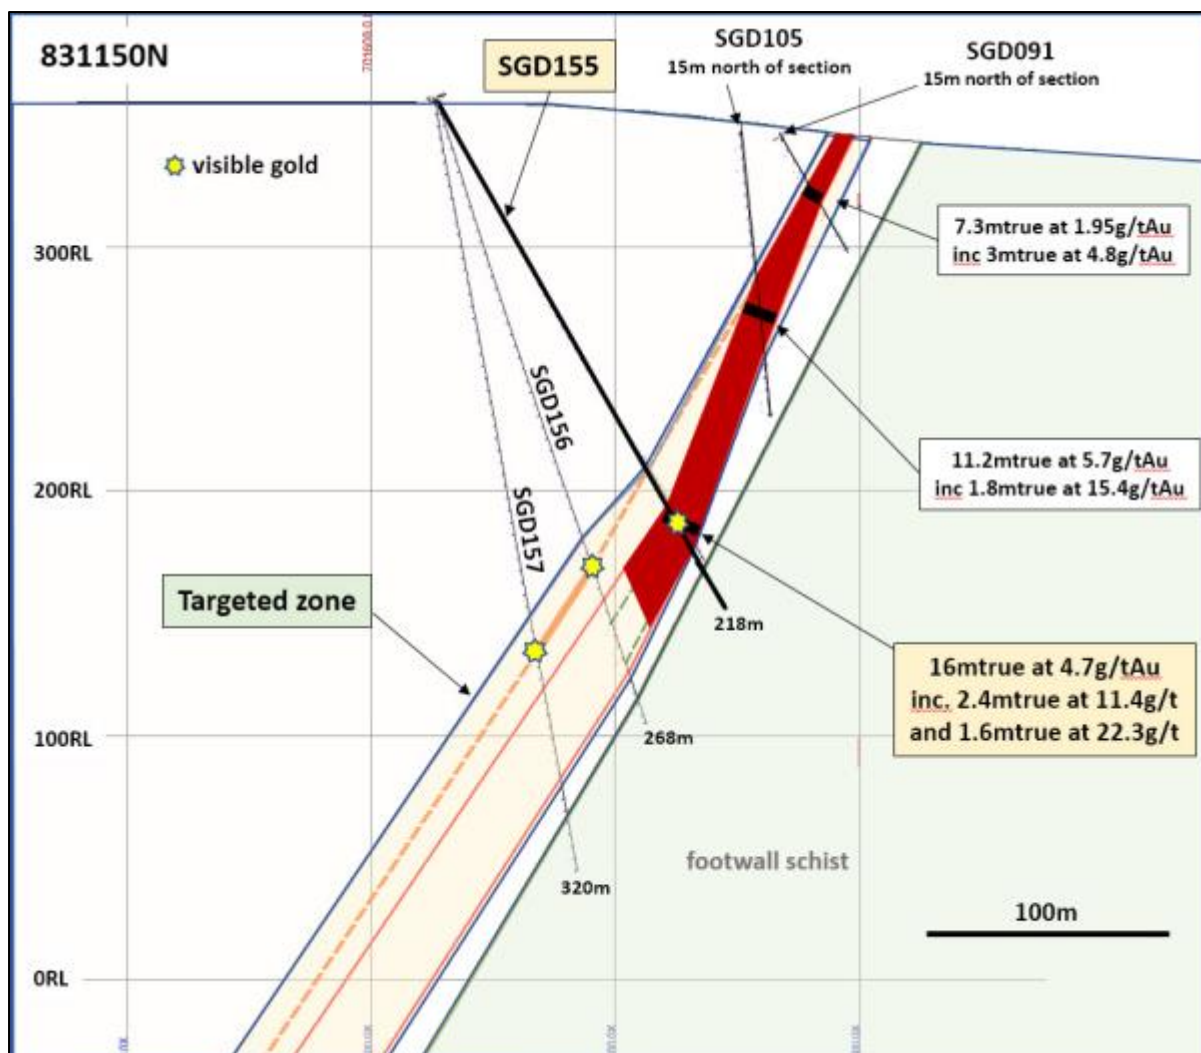 831150N
SGD155
SGD105
15m north of section
SGD091
15m north of section
visible gold
7.3mtrue at 1.95g/tAu
inc 3mtrue at 4.8g/tAu
300RL
SGD156
SGD157
11.2mtrue at 5.7g/tAu
inc 1.8mtrue at 15.4g/tAu
200RL
Targeted zone
218m
16mtrue at 4.7g/tAu
inc. 2.4mtrue at 11.4g/t
and 1.6mtrue at 22.3g/t
268m
100RL
footwall schist
320m
100m
0RL